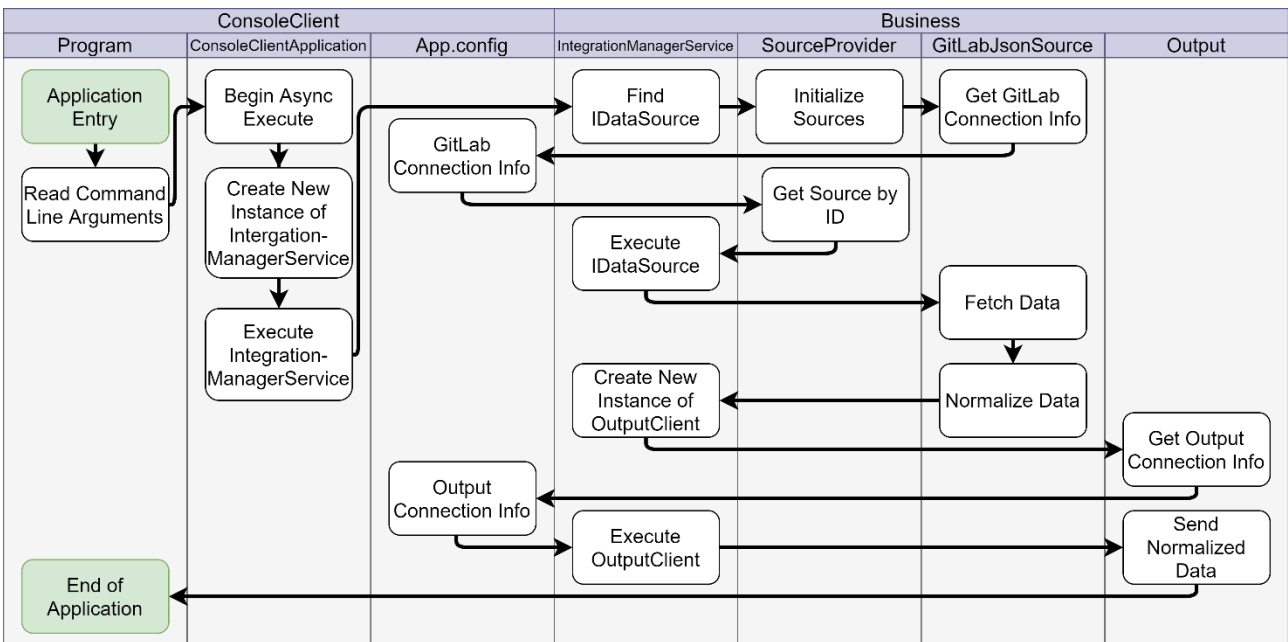 ConsoleClient
Business
Program
ConsoleClientApplication
App.config
IntegrationManagerService
SourceProvider
GitLabJsonSource
Output
Application
Entry
Begin Async
Execute
Find
IDataSource
Initialize
Sources
Get GitLab
Connection Info
GitLab
Connection Info
Read Command
Line Arguments
Create New
Instance of
Intergation-
ManagerService
Get Source by
ID
Execute
IDataSource
Fetch Data
Execute
Integration-
ManagerService
Create New
Instance of
OutputClient
Normalize Data
Get Output
Connection Info
Output
Connection Info
Execute
OutputClient
Send
Normalized
Data
End of
Application